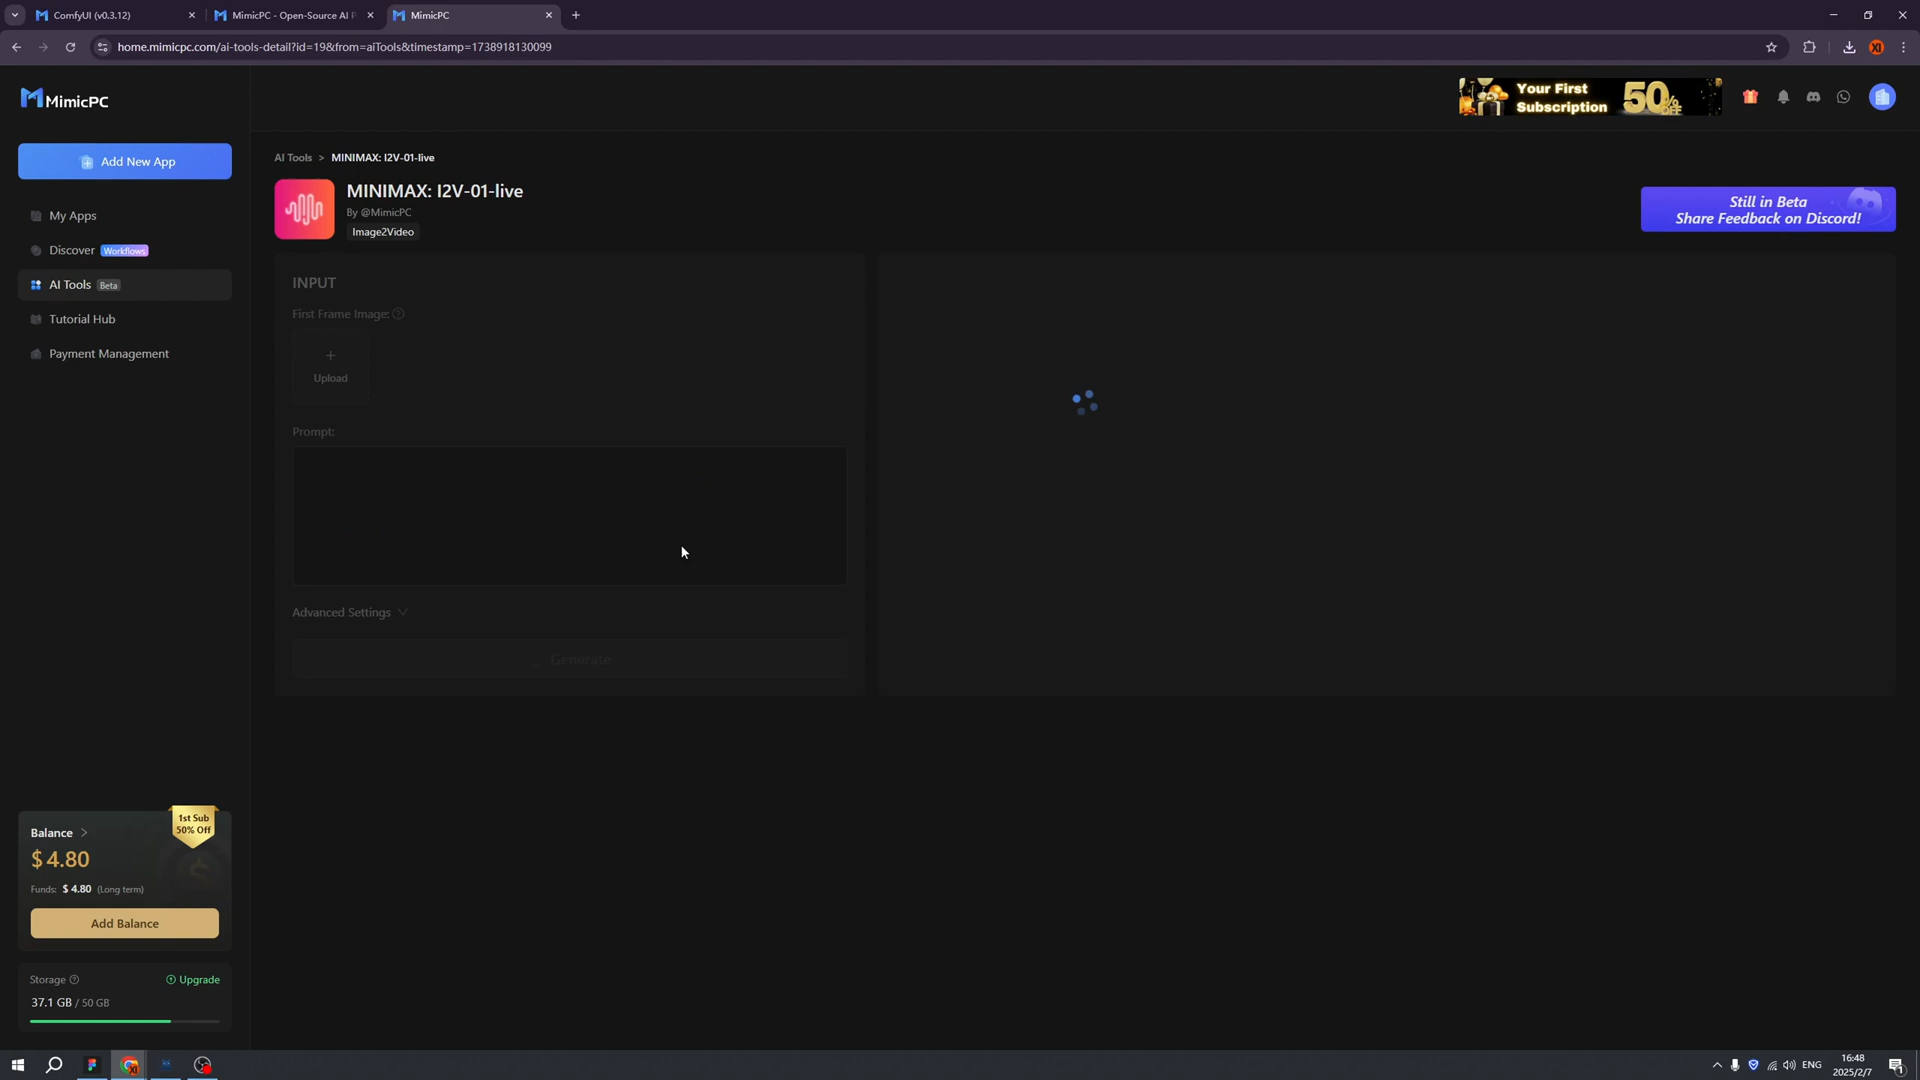 ComfyUI (v0.3.12)
MimicPC - Open-Source AI P
MimicPC
home.mimicpc.com/ai-tools-detail?id=19&from=aiTools&timestamp=1738918130099
MimicPC
Your First
Subscription
50%
Add New App
My Apps
Discover Workflows
AI Tools Beta
Tutorial Hub
Payment Management
AI Tools > MINIMAX: I2V-01-live
MINIMAX: I2V-01-live
By @MimicPC
Image2Video
Still in Beta
Share Feedback on Discord!
INPUT
First Frame Image:
+
Upload
Prompt:
Advanced Settings
Generate
Balance >
1st Sub
50% Off
$ 4.80
Funds: $ 4.80 (Long term)
Add Balance
Storage
Upgrade
37.1 GB / 50 GB
ENG
16:48
2025/2/7